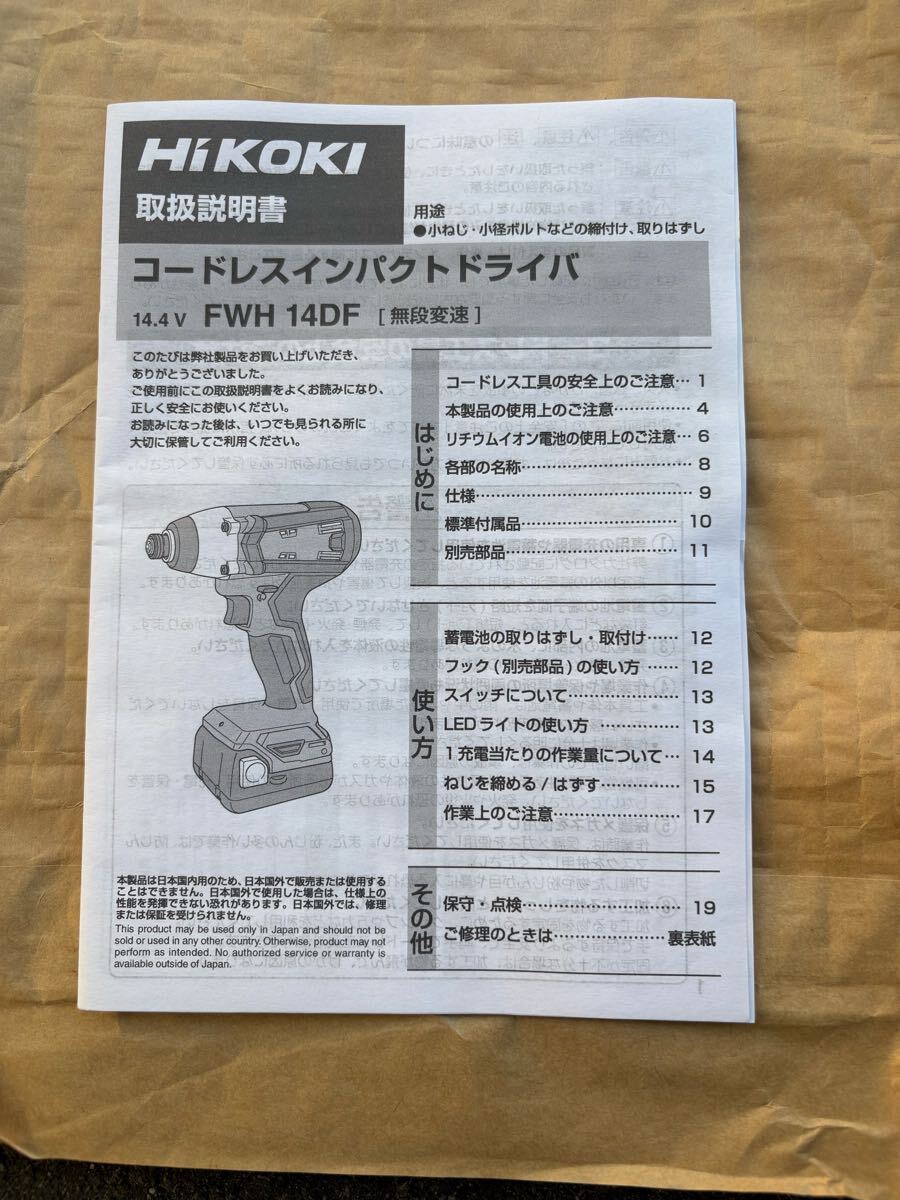 HiKOKI
取扱説明書
用途
●小ねじ・小径ボルトなどの締付け、取りはずし
コードレスインパクトドライバ
14.4 V FWH 14DF [無段変速]
このたびは弊社製品をお買い上げいただき、
ありがとうございました。
ご使用前にこの取扱説明書をよくお読みになり、
正しく安全にお使いください。
お読みになった後は、いつでも見られる所に
大切に保管してご利用ください。
はじめに
コードレス工具の安全上のご注意… 1
本製品の使用上のご注意…………… 4
リチウムイオン電池の使用上のご注意… 6
各部の名称…………………………… 8
仕様…………………………………… 9
標準付属品…………………………… 10
別売部品……………………………… 11
使い方
蓄電池の取りはずし・取付け…… 12
フック(別売部品)の使い方 …… 12
スイッチについて………………… 13
LEDライトの使い方 …………… 13
1充電当たりの作業量について… 14
ねじを締める/はずす…………… 15
作業上のご注意…………………… 17
その他
保守・点検………………………… 19
ご修理のときは……………… 裏表紙
本製品は日本国内用のため、日本国外で販売または使用する
ことはできません。日本国外で使用した場合は、仕様上の
性能を発揮できない恐れがあります。日本国外では、修理
または保証を受けられません。
This product may be used only in Japan and should not be
sold or used in any other country. Otherwise, product may not
perform as intended. No authorized service or warranty is
available outside of Japan.